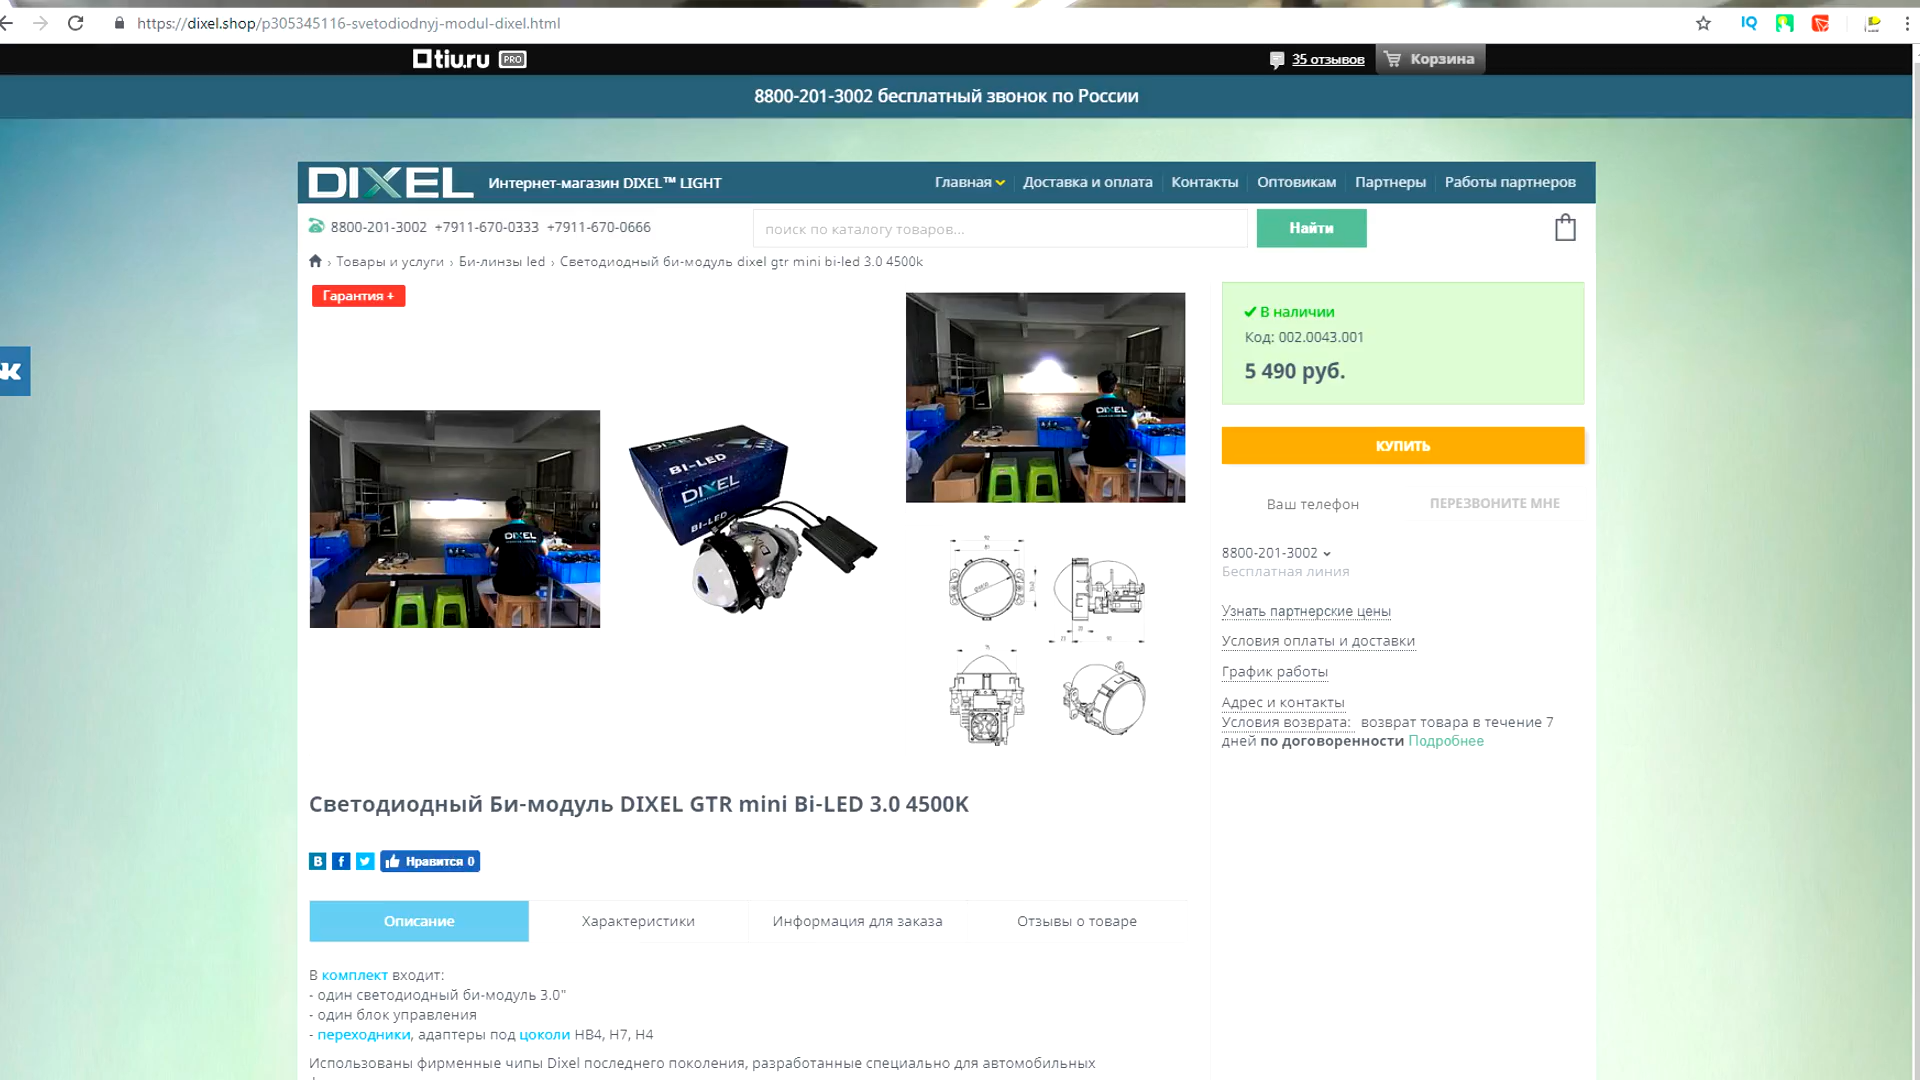 https://dixel.shop/p305345116-svetodiodnyj-modul-dixel.html
tiu.ru PRO
35 отзывов
Корзина
8800-201-3002 бесплатный звонок по России
DIXEL
Интернет-магазин DIXEL™ LIGHT
Главная
Доставка и оплата
Контакты
Оптовикам
Партнеры
Работы партнеров
8800-201-3002 +7911-670-0333 +7911-670-0666
поиск по каталогу товаров...
Найти
› Товары и услуги › Би-линзы led › Светодиодный би-модуль dixel gtr mini bi-led 3.0 4500k
Гарантия +
DIXEL
BI-LED
DIXEL
BI-LED
DIXEL
DIXEL
DIXEL
В наличии
Код: 002.0043.001
5 490 руб.
КУПИТЬ
Ваш телефон
ПЕРЕЗВОНИТЕ МНЕ
8800-201-3002
Бесплатная линия
Узнать партнерские цены
Условия оплаты и доставки
График работы
Адрес и контакты
Условия возврата: возврат товара в течение 7
дней по договоренности Подробнее
Светодиодный Би-модуль DIXEL GTR mini Bi-LED 3.0 4500K
Нравится 0
Описание
Характеристики
Информация для заказа
Отзывы о товаре
В комплект входит:
- один светодиодный би-модуль 3.0"
- один блок управления
- переходники, адаптеры под цоколи HB4, H7, H4
Использованы фирменные чипы Dixel последнего поколения, разработанные специально для автомобильных